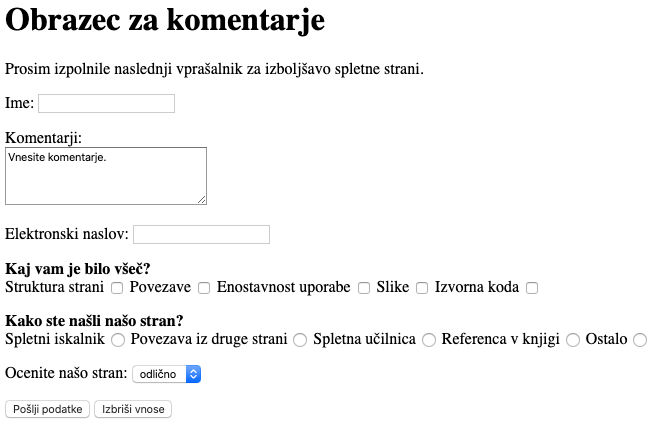 Obrazec za komentarje
Prosim izpolnile naslednji vprašalnik za izboljšavo spletne strani.
Ime:
Komentarji:
Vnesite komentarje.
Elektronski naslov:
Kaj vam je bilo všeč?
Struktura strani Povezave Enostavnost uporabe Slike Izvorna koda
Kako ste našli našo stran?
Spletni iskalnik Povezava iz druge strani Spletna učilnica Referenca v knjigi Ostalo
Ocenite našo stran: odlično
Pošlji podatke Izbriši vnose